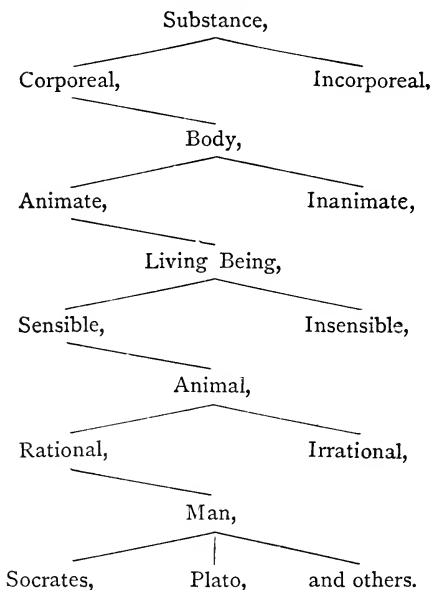 Substance,
Corporeal, Incorporeal,
Body,
Animate, Inanimate,
Living Being,
Sensible, Insensible,
Animal,
Rational, Irrational,
Man,
Socrates, Plato, and others.